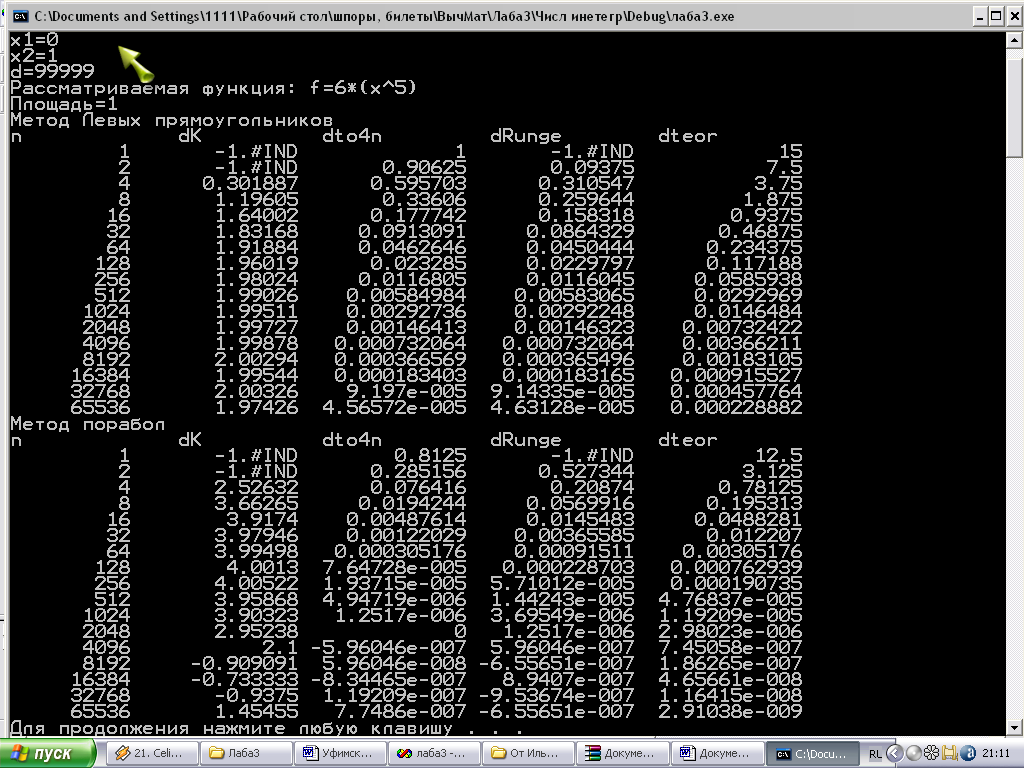 C:\Documents and Settings\1111\Рабочий стол\шпоры, билеты\ВычМат\Лаба3\Числ инетегр\Debug\лаба3.exe
x1=0
x2=1
d=99999
Рассматриваемая функция: f=6*(x^5)
Площадь=1
Метод Левых прямоугольников
n dK dto4n dRunge dteor
1 -1.#IND 1 -1.#IND 15
2 -1.#IND 0.90625 0.09375 7.5
4 0.301887 0.595703 0.310547 3.75
8 1.19605 0.33606 0.259644 1.875
16 1.64002 0.177742 0.158318 0.9375
32 1.83168 0.0913091 0.0864329 0.46875
64 1.91884 0.0462646 0.0450444 0.234375
128 1.96019 0.023285 0.0229797 0.117188
256 1.98024 0.0116805 0.0116045 0.0585938
512 1.99026 0.00584984 0.00583065 0.0292969
1024 1.99511 0.00292736 0.00292248 0.0146484
2048 1.99727 0.00146413 0.00146323 0.00732422
4096 1.99878 0.000732064 0.000732064 0.00366211
8192 2.00294 0.000366569 0.000365496 0.00183105
16384 1.99544 0.000183403 0.000183165 0.000915527
32768 2.00326 9.197e-005 9.14335e-005 0.000457764
65536 1.97426 4.56572e-005 4.63128e-005 0.000228882
Метод порабол
n dK dto4n dRunge dteor
1 -1.#IND 0.8125 -1.#IND 12.5
2 -1.#IND 0.285156 0.527344 3.125
4 2.52632 0.076416 0.20874 0.78125
8 3.66265 0.0194244 0.0569916 0.195313
16 3.9174 0.00487614 0.0145483 0.0488281
32 3.97946 0.00122029 0.00365585 0.012207
64 3.99498 0.000305176 0.00091511 0.00305176
128 4.0013 7.64728e-005 0.000228703 0.000762939
256 4.00522 1.93715e-005 5.71012e-005 0.000190735
512 3.95868 4.94719e-006 1.44243e-005 4.76837e-005
1024 3.90323 1.2517e-006 3.69549e-006 1.19209e-005
2048 2.95238 0 1.2517e-006 2.98023e-006
4096 2.1 -5.96046e-007 5.96046e-007 7.45058e-007
8192 -0.909091 5.96046e-008 -6.55651e-007 1.86265e-007
16384 -0.733333 -8.34465e-007 8.9407e-007 4.65661e-008
32768 -0.9375 1.19209e-007 -9.53674e-007 1.16415e-008
65536 1.45455 7.7486e-007 -6.55651e-007 2.91038e-009
Для продолжения нажмите любую клавишу . . .
пуск 21. Celi... Лаба3 Уфимск... лаба3 -... От Иль... Докуме... Докуме... C:\Docu... RL 21:11